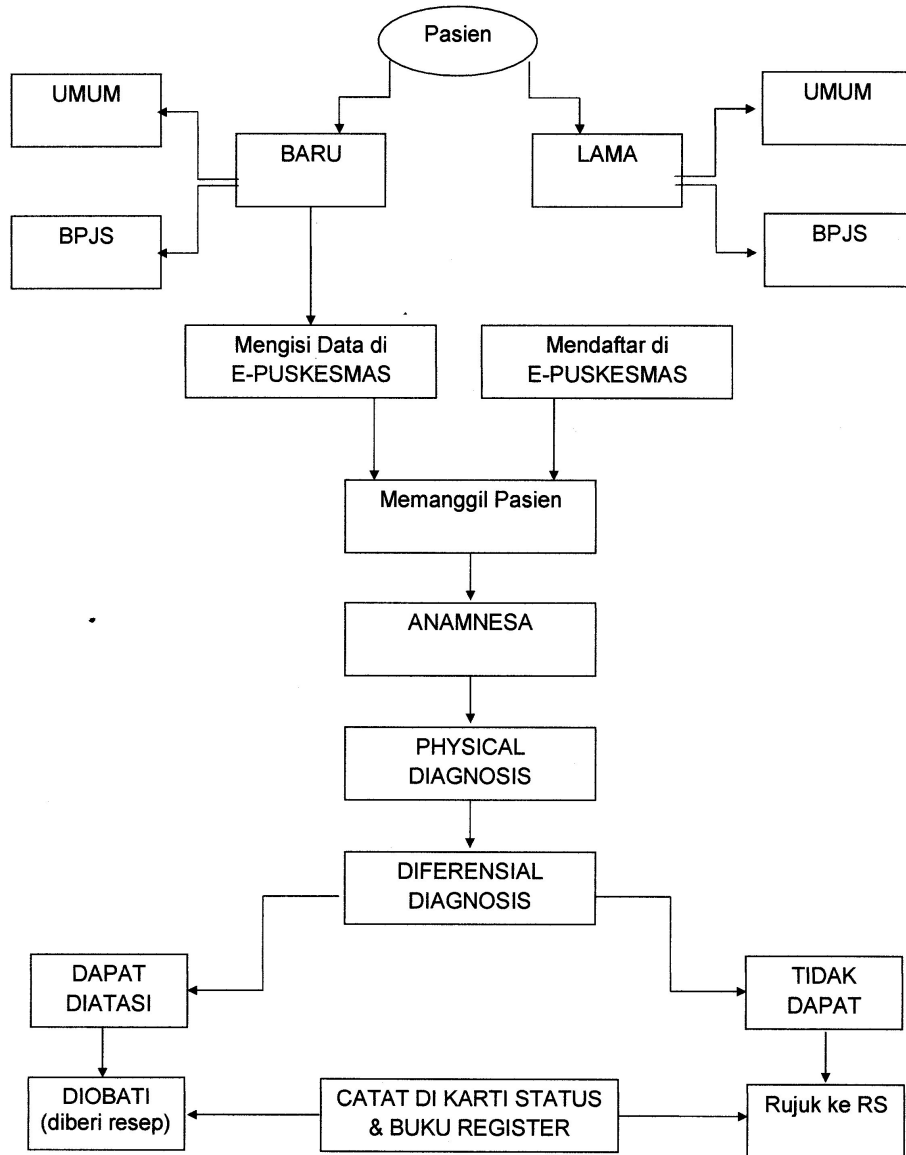 Pasien
UMUM
UMUM
BARU
LAMA
BPJS
BPJS
Mengisi Data di
E-PUSKESMAS
Mendaftar di
E-PUSKESMAS
Memanggil Pasien
ANAMNESA
PHYSICAL
DIAGNOSIS
DIFERENSIAL
DIAGNOSIS
DAPAT
DIATASI
TIDAK
DAPAT
DIOBATI
(diberi resep)
CATAT DI KARTI STATUS
& BUKU REGISTER
Rujuk ke RS